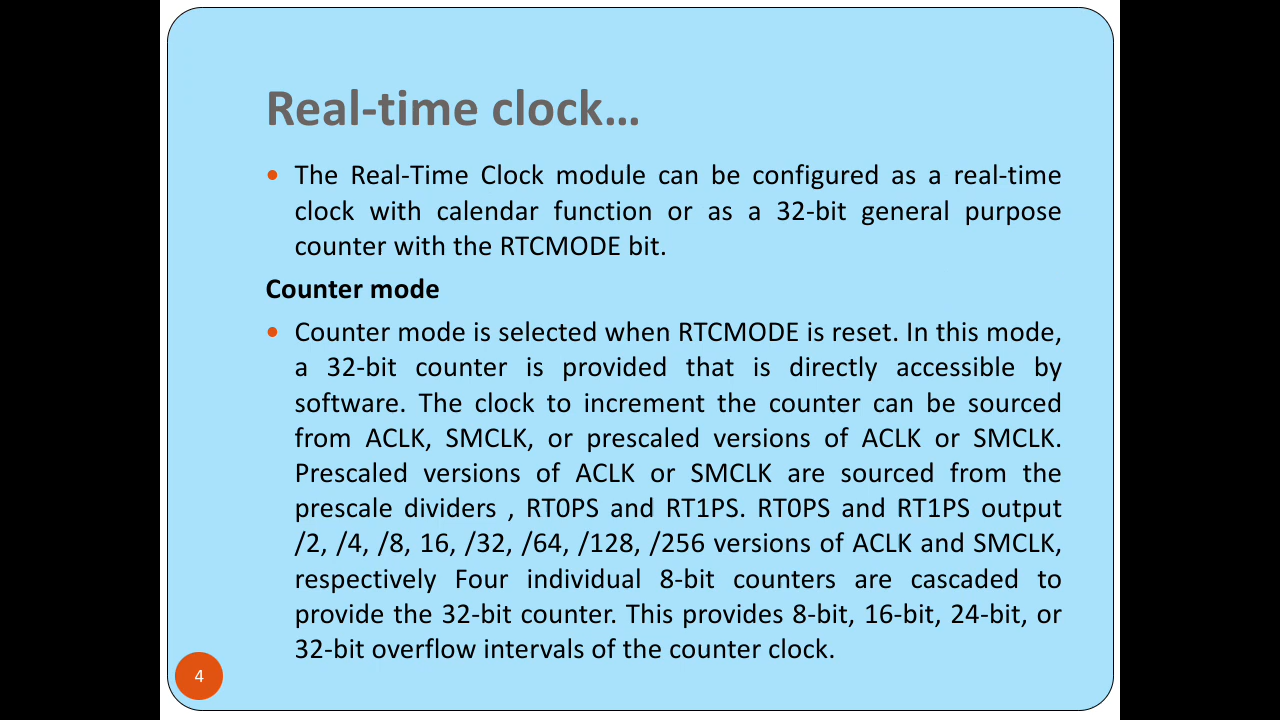 Real-time clock…
• The Real-Time Clock module can be configured as a real-time
clock with calendar function or as a 32-bit general purpose
counter with the RTCMODE bit.
Counter mode
• Counter mode is selected when RTCMODE is reset. In this mode,
a 32-bit counter is provided that is directly accessible by
software. The clock to increment the counter can be sourced
from ACLK, SMCLK, or prescaled versions of ACLK or SMCLK.
Prescaled versions of ACLK or SMCLK are sourced from the
prescale dividers , RT0PS and RT1PS. RT0PS and RT1PS output
/2, /4, /8, 16, /32, /64, /128, /256 versions of ACLK and SMCLK,
respectively Four individual 8-bit counters are cascaded to
provide the 32-bit counter. This provides 8-bit, 16-bit, 24-bit, or
32-bit overflow intervals of the counter clock.
4